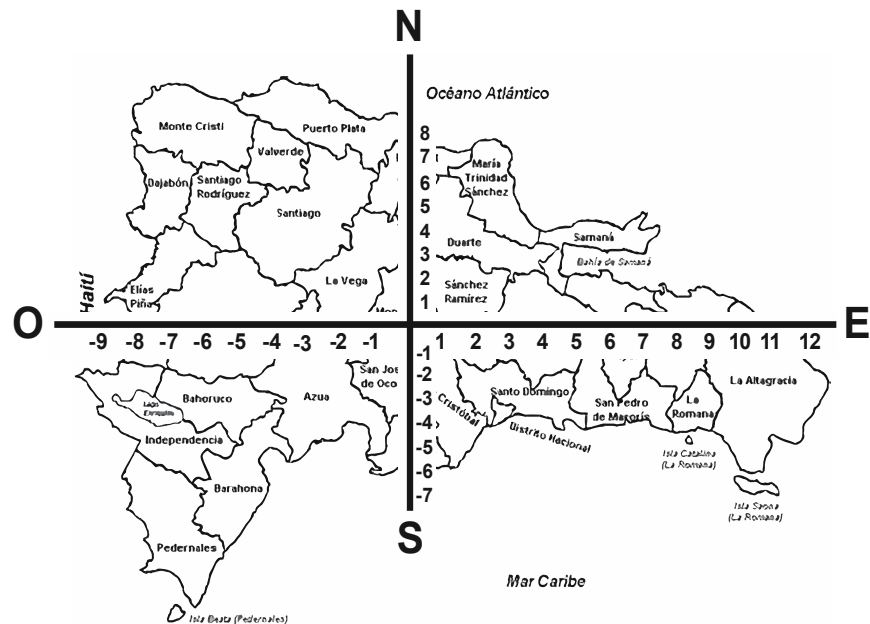 N
Océano Atlántico
Monte Cristi
Puerto Plata
8
Valverde
7
María
Trinidad
Sánchez
Dajabón
Santiago
Rodríguez
6
Santiago
5
4
Duarte
Samaná
3
Bahía de Samaná
Haití
La Vega
2
Sánchez
Ramírez
Elías
Piña
1
O
E
-9 -8 -7 -6 -5 -4 -3 -2 -1
1 2 3 4 5 6 7 8 9 10 11 12
-1
San Jos
de Oco
-2
La Altagracia
Bahoruco
Azua
-3
Santo Domingo
Lago
Enriquillo
Cristóbal
San Pedro
de Macorís
La
Romana
-4
Independencia
Distrito Nacional
-5
Isla Catalina
(La Romana)
-6
Barahona
-7
Isla Saona
(La Romana)
S
Pedernales
Mar Caribe
Isla Beata (Pedernales)